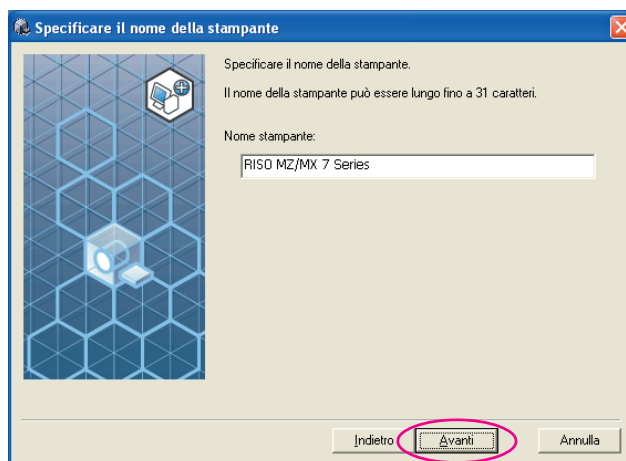 Specificare il nome della stampante
Specificare il nome della stampante.
Il nome della stampante può essere lungo fino a 31 caratteri.
Nome stampante:
RISO MZ/MX 7 Series
Indietro
Avanti
Annulla